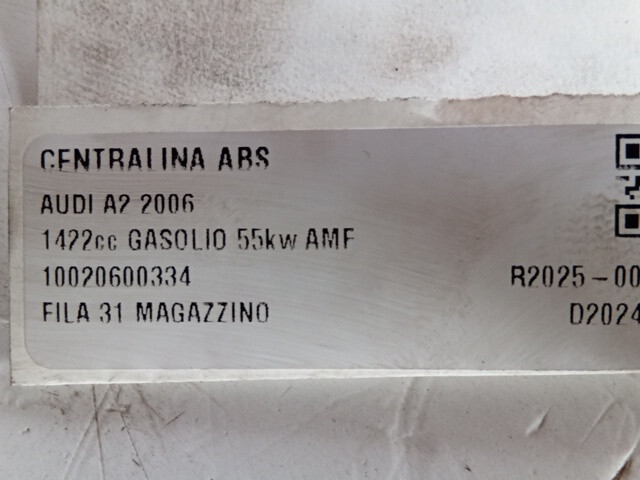 CENTRALINA ABS
AUDI A2 2006
1422cc GASOLIO 55kw AMF
10020600334 R2025-00
FILA 31 MAGAZZINO D2024